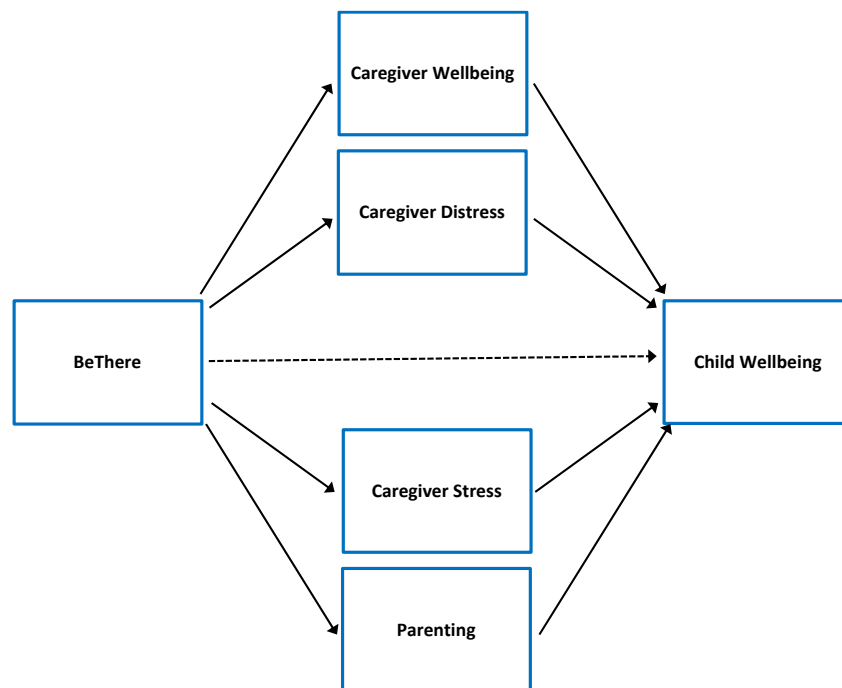 Caregiver Wellbeing
Caregiver Distress
BeThere
Child Wellbeing
Caregiver Stress
Parenting